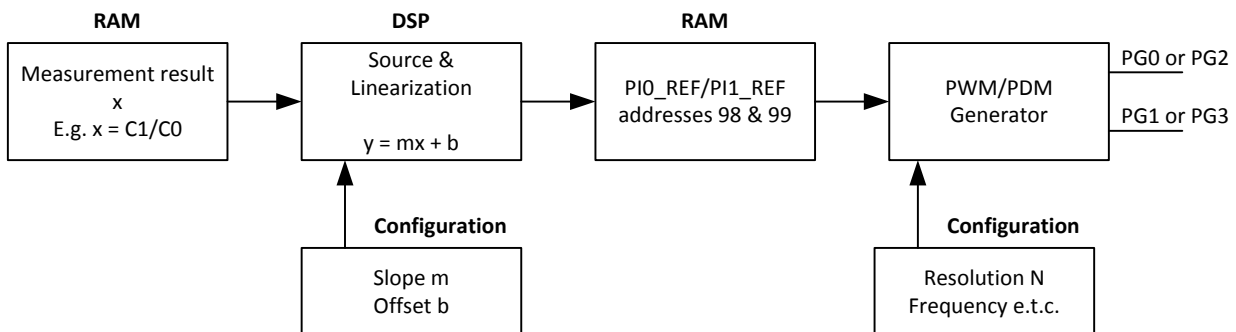 RAM
Measurement result
x
E.g. x = C1/C0
DSP
Source &
Linearization
y = mx + b
RAM
PI0_REF/PI1_REF
addresses 98 & 99
PWM/PDM
Generator
PG0 or PG2
PG1 or PG3
Configuration
Slope m
Offset b
Configuration
Resolution N
Frequency e.t.c.